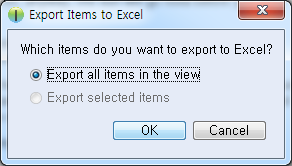 Export Items to Excel
Which items do you want to export to Excel?
Export all items in the view
Export selected items
OK Cancel